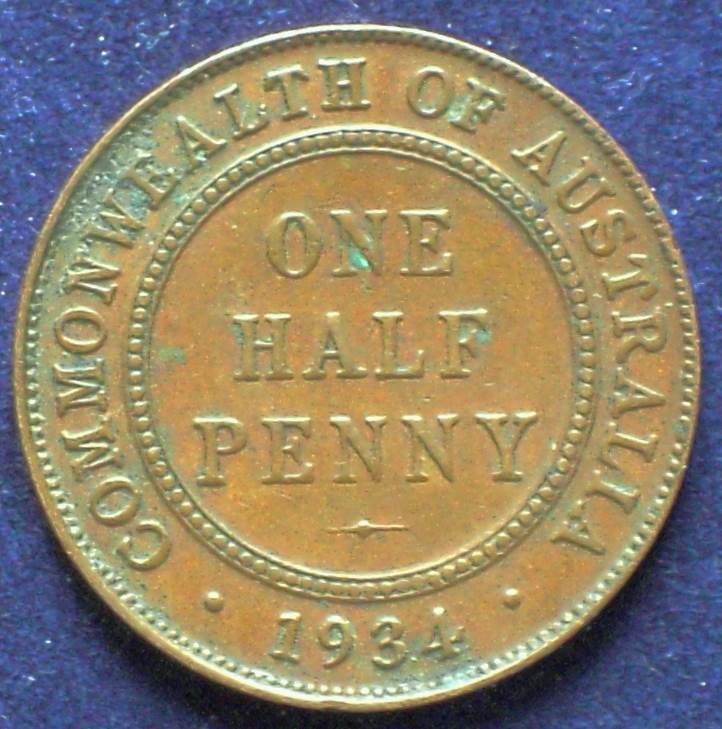 COMMONWEALTH OF AUSTRALIA
ONE
HALF
PENNY
· 1934 ·